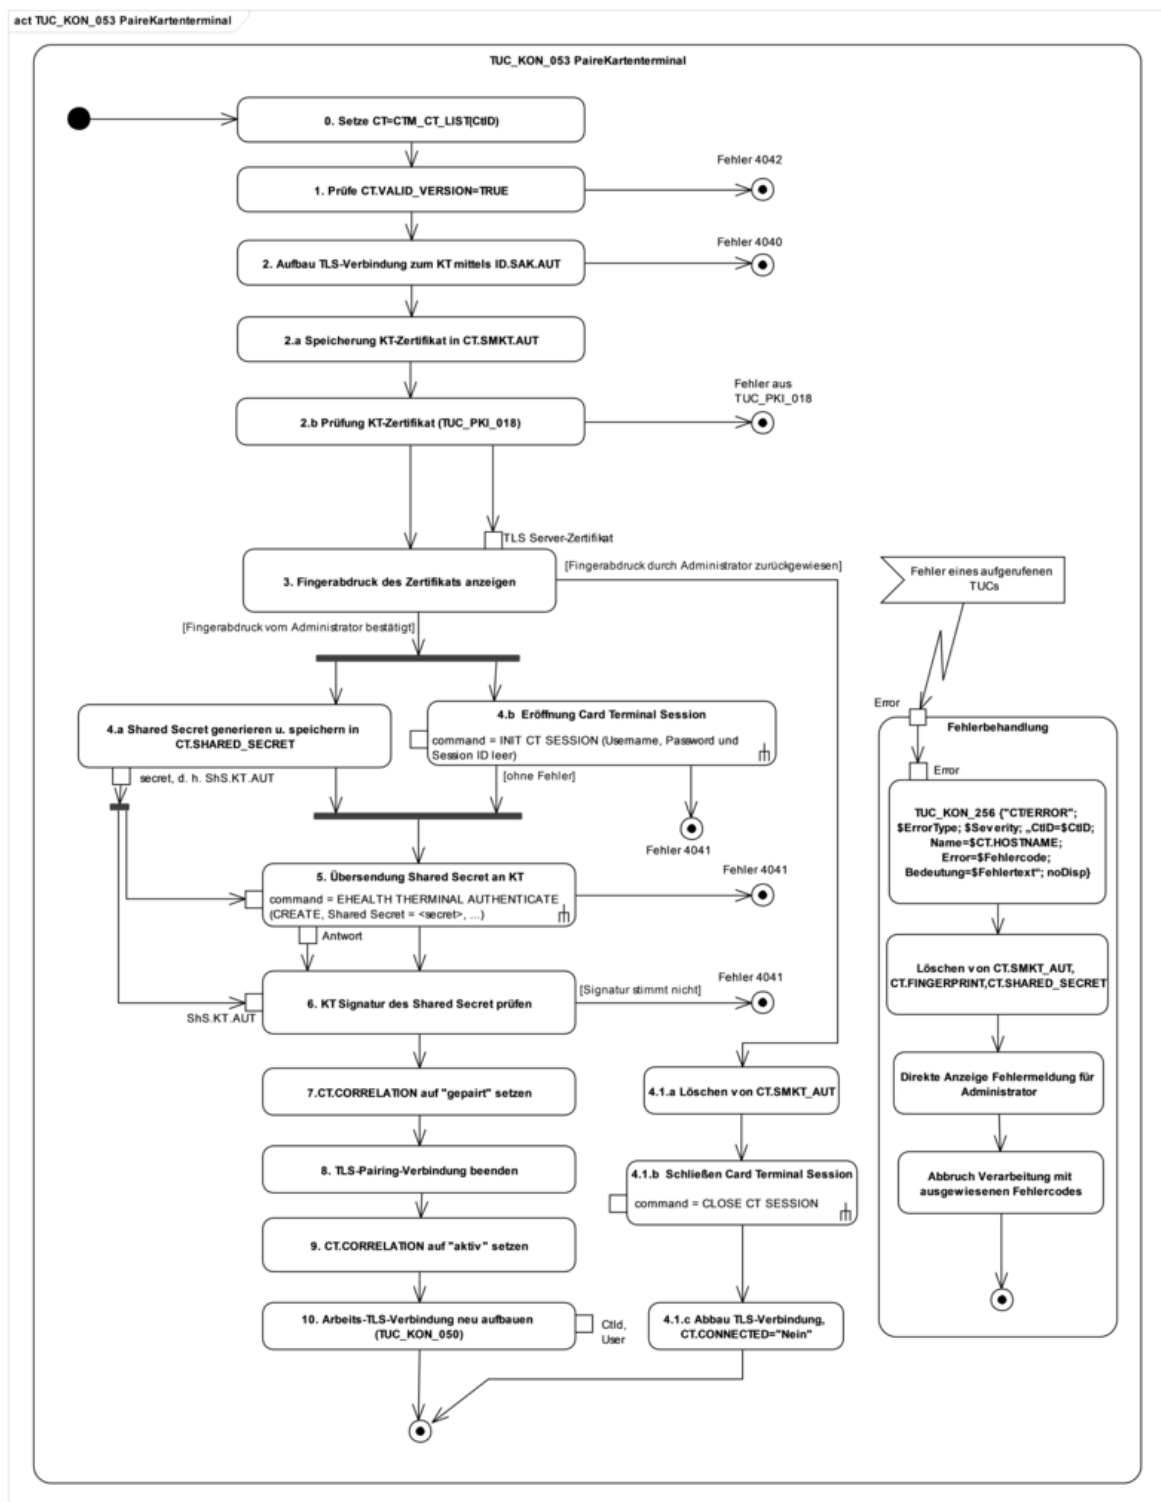 act TUC_KON_053 PaireKartenterminal
TUC_KON_053 PaireKartenterminal
0. Setze CT=CTM_CT_LIST(CtID)
Fehler 4042
1. Prüfe CT.VALID_VERSION=TRUE
Fehler 4040
2. Aufbau TLS-Verbindung zum KT mittels ID.SAK.AUT
2.a Speicherung KT-Zertifikat in CT.SMKT.AUT
Fehler aus
TUC_PKI_018
2.b Prüfung KT-Zertifikat (TUC_PKI_018)
TLS Server-Zertifikat
[Fingerabdruck durch Administrator zurückgewiesen]
3. Fingerabdruck des Zertifikats anzeigen
[Fingerabdruck vom Administrator bestätigt]
4.a Shared Secret generieren u. speichern in
CT.SHARED_SECRET
secret, d. h. ShS.KT.AUT
4.b Eröffnung Card Terminal Session
command = INIT CT SESSION (Username, Password und
Session ID leer)
[ohne Fehler]
Fehler 4041
5. Übersendung Shared Secret an KT
command = EHEALTH THERMINAL AUTHENTICATE
(CREATE, Shared Secret = <secret>, ...)
Fehler 4041
Antwort
6. KT Signatur des Shared Secret prüfen
[Signatur stimmt nicht]
Fehler 4041
ShS.KT.AUT
7.CT.CORRELATION auf "gepairt" setzen
8. TLS-Pairing-Verbindung beenden
9. CT.CORRELATION auf "aktiv" setzen
10. Arbeits-TLS-Verbindung neu aufbauen
(TUC_KON_050)
CtId,
User
4.1.a Löschen von CT.SMKT_AUT
4.1.b Schließen Card Terminal Session
command = CLOSE CT SESSION
4.1.c Abbau TLS-Verbindung,
CT.CONNECTED="Nein"
Fehler eines aufgerufenen
TUCs
Error
Fehlerbehandlung
Error
TUC_KON_256 {"CT/ERROR";
$ErrorType; $Severity; „CtID=$CtID;
Name=$CT.HOSTNAME;
Error=$Fehlercode;
Bedeutung=$Fehlertext“; noDisp}
Löschen von CT.SMKT_AUT,
CT.FINGERPRINT,CT.SHARED_SECRET
Direkte Anzeige Fehlermeldung für
Administrator
Abbruch Verarbeitung mit
ausgewiesenen Fehlercodes